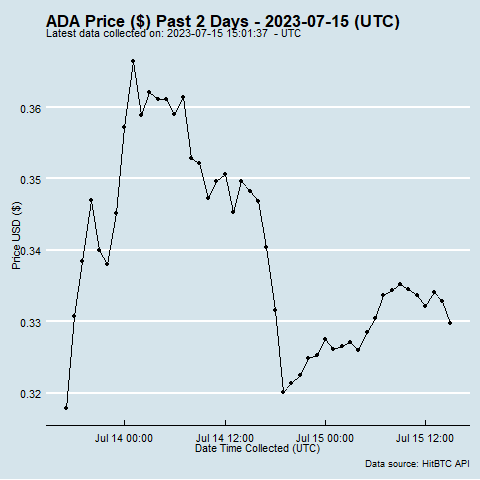 ADA Price ($) Past 2 Days - 2023-07-15 (UTC)
Latest data collected on: 2023-07-15 15:01:37 - UTC
0.36
0.35
0.34
0.33
0.32
Price USD ($)
Jul 14 00:00 Jul 14 12:00 Jul 15 00:00 Jul 15 12:00
Date Time Collected (UTC)
Data source: HitBTC API